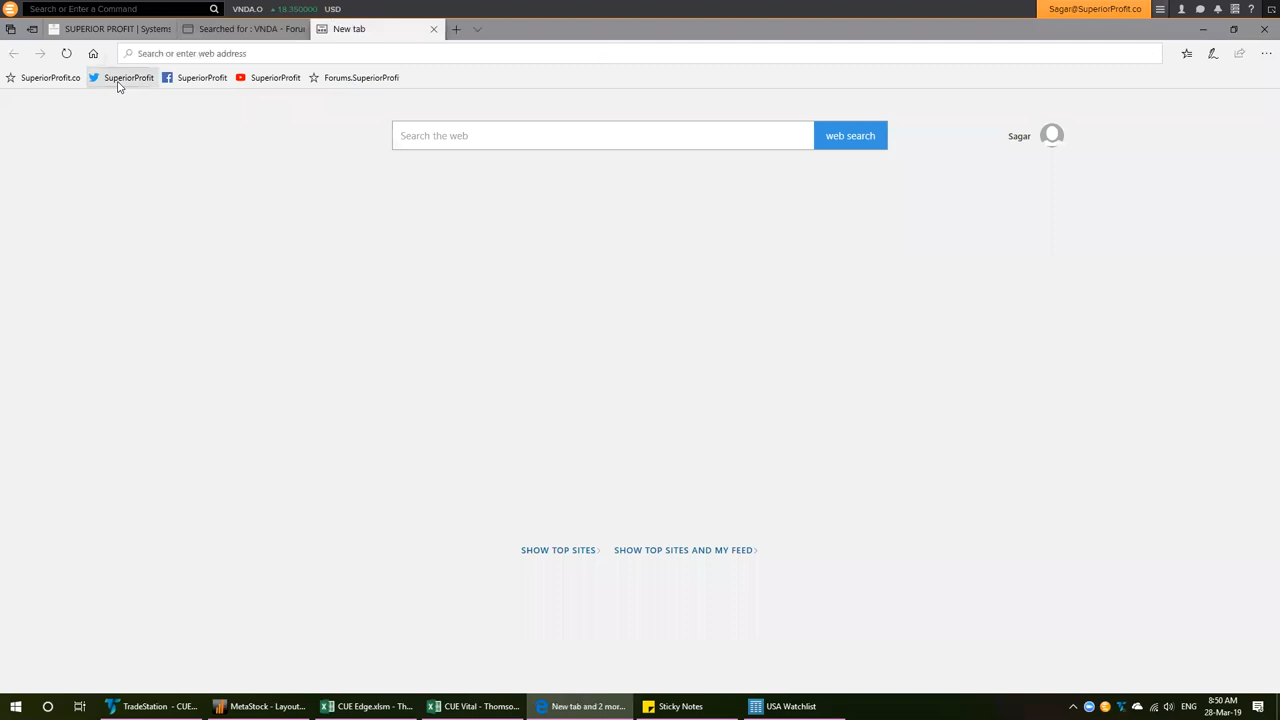 Search or Enter a Command
VNDA.O
18.350000
USD
Sagar@SuperiorProfit.co
?
SUPERIOR PROFIT | Systems
Searched for : VNDA - Foru
New tab
Search or enter web address
SuperiorProfit.co
SuperiorProfit
SuperiorProfit
SuperiorProfit
Forums.SuperiorProfi
Search the web
web search
Sagar
SHOW TOP SITES
SHOW TOP SITES AND MY FEED
TradeStation - CUE...
MetaStock - Layout...
CUE Edge.xlsm - Th...
CUE Vital - Thomso...
New tab and 2 mor...
Sticky Notes
USA Watchlist
ENG
8:50 AM
28-Mar-19